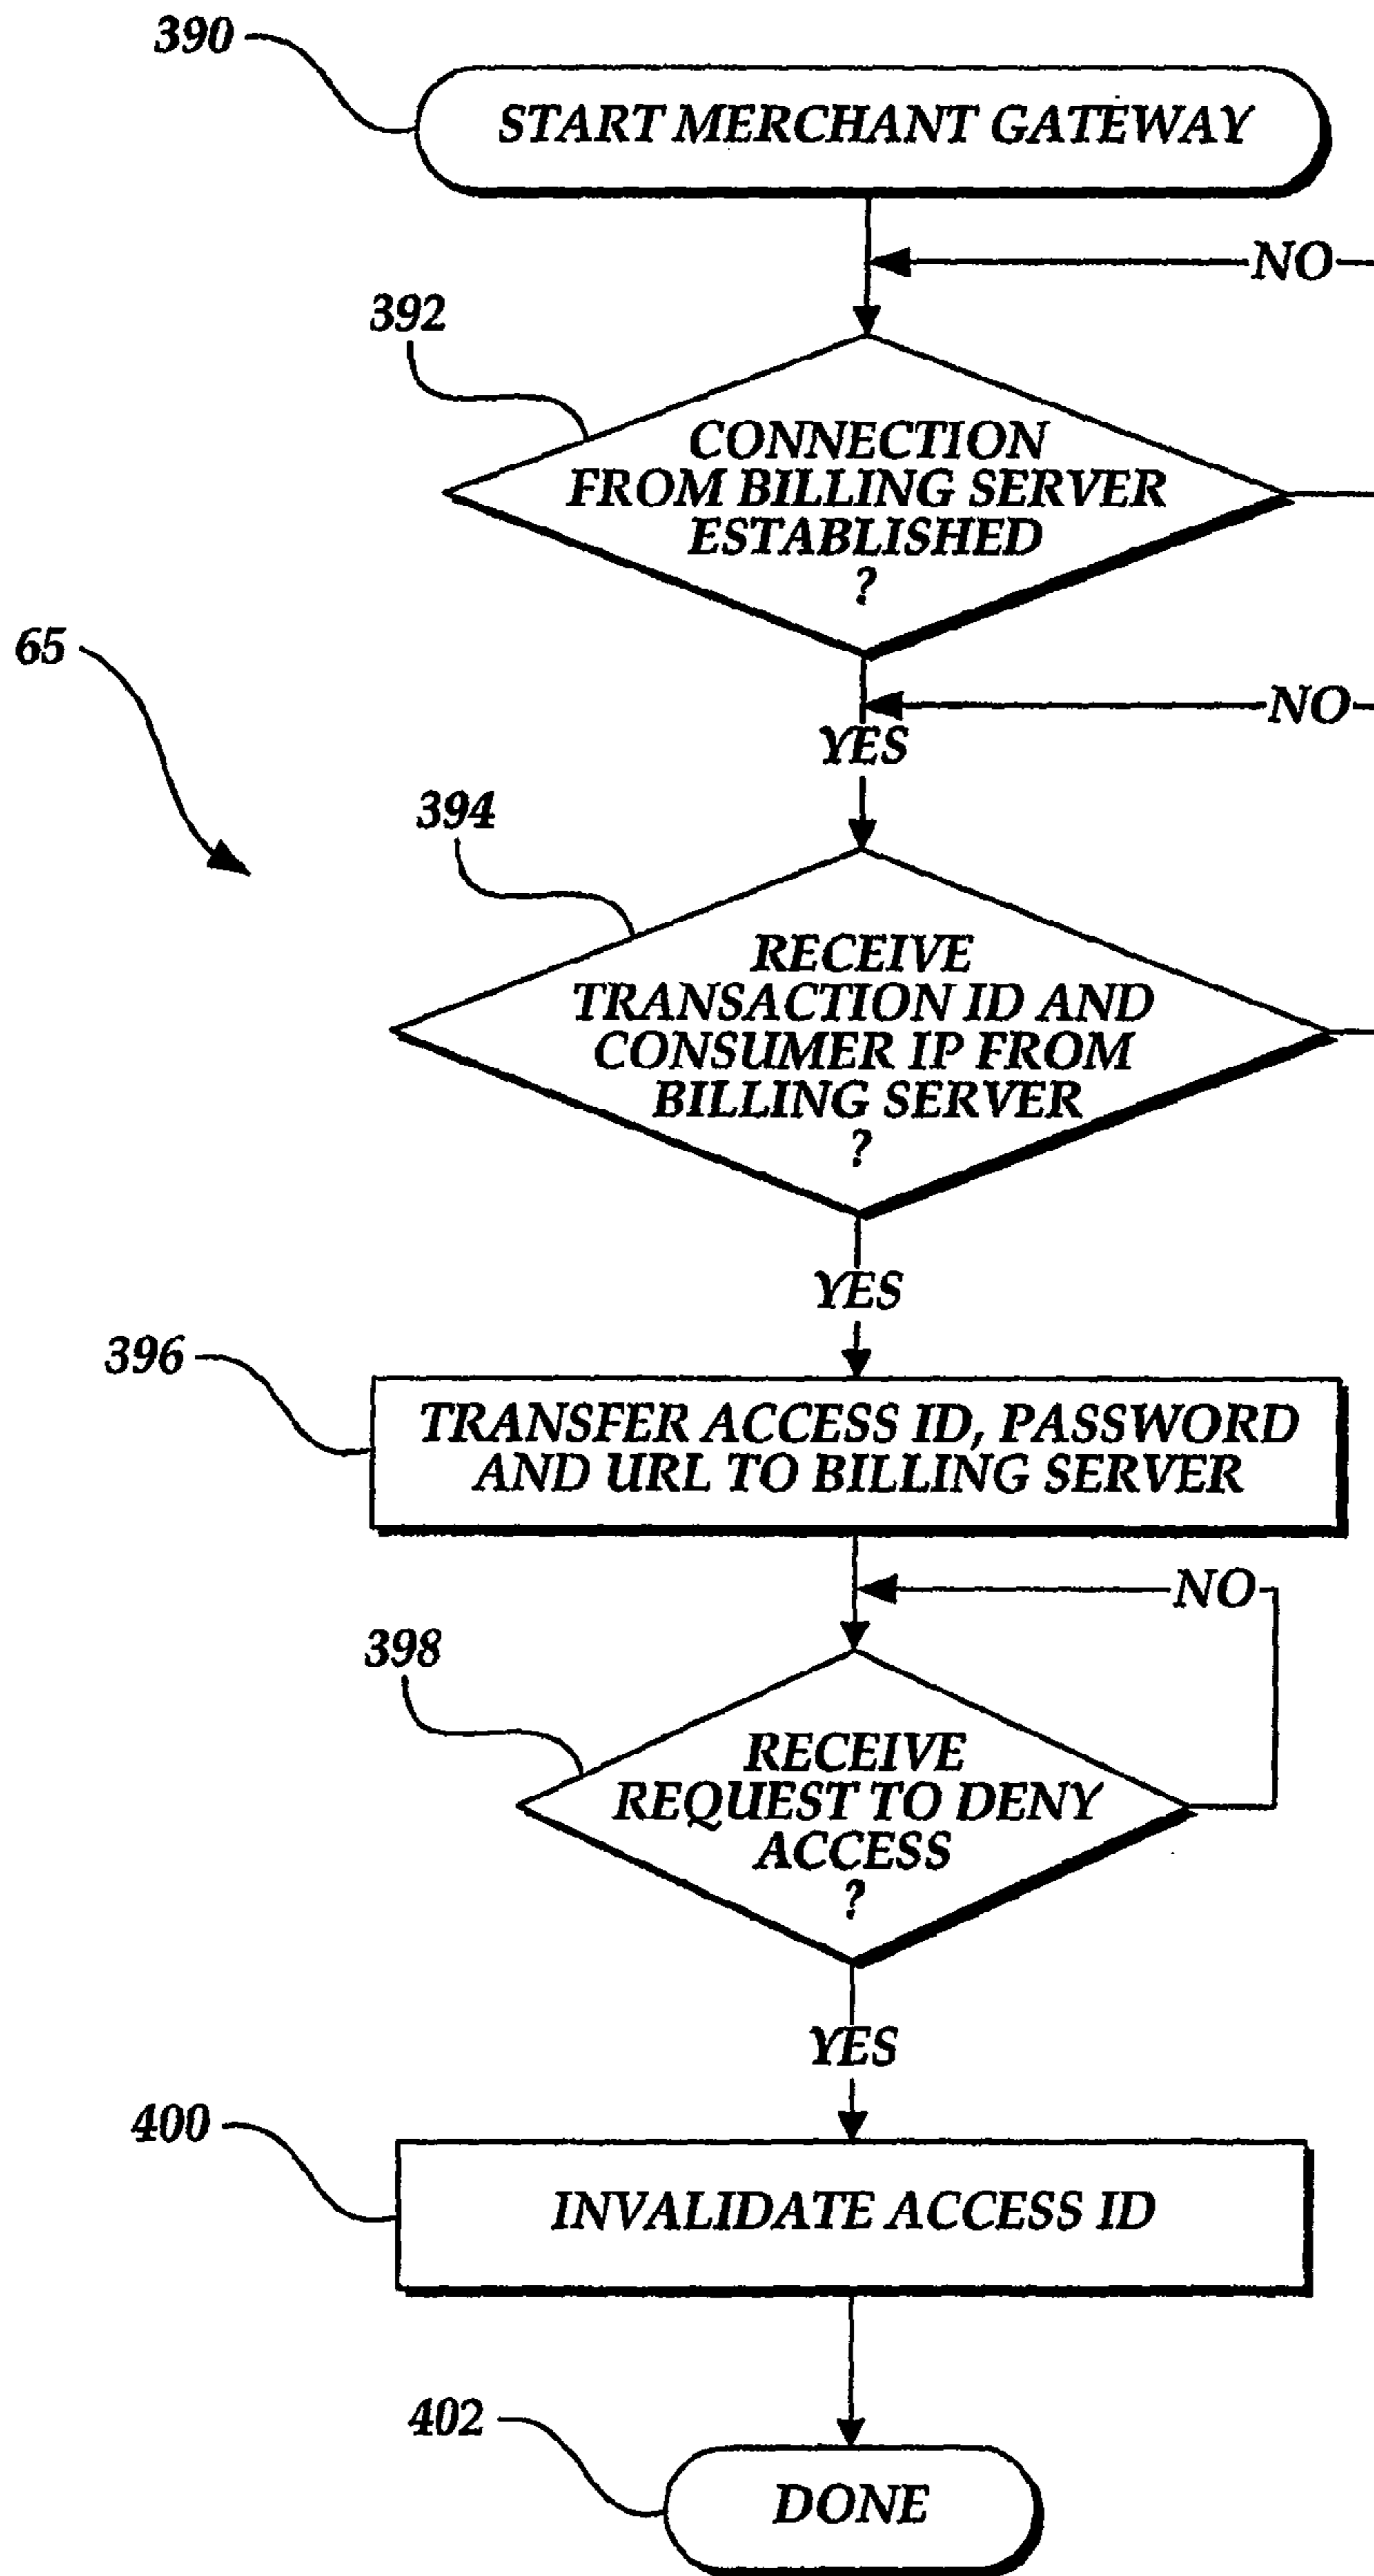 390
START MERCHANT GATEWAY
NO
392
CONNECTION
FROM BILLING SERVER
ESTABLISHED
?
65
NO
YES
394
RECEIVE
TRANSACTION ID AND
CONSUMER IP FROM
BILLING SERVER
?
YES
396
TRANSFER ACCESS ID, PASSWORD
AND URL TO BILLING SERVER
NO
398
RECEIVE
REQUEST TO DENY
ACCESS
?
YES
400
INVALIDATE ACCESS ID
402
DONE